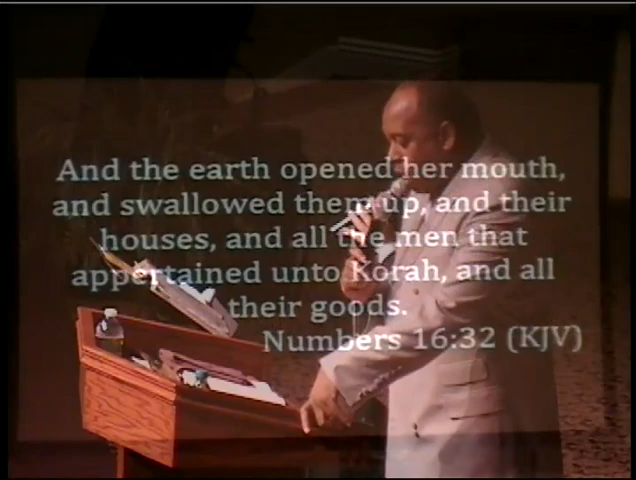 And the earth opened her mouth,
and swallowed them up, and their
houses, and all the men that
appertained unto Korah, and all
their goods.
Numbers 16:32 (KJV)